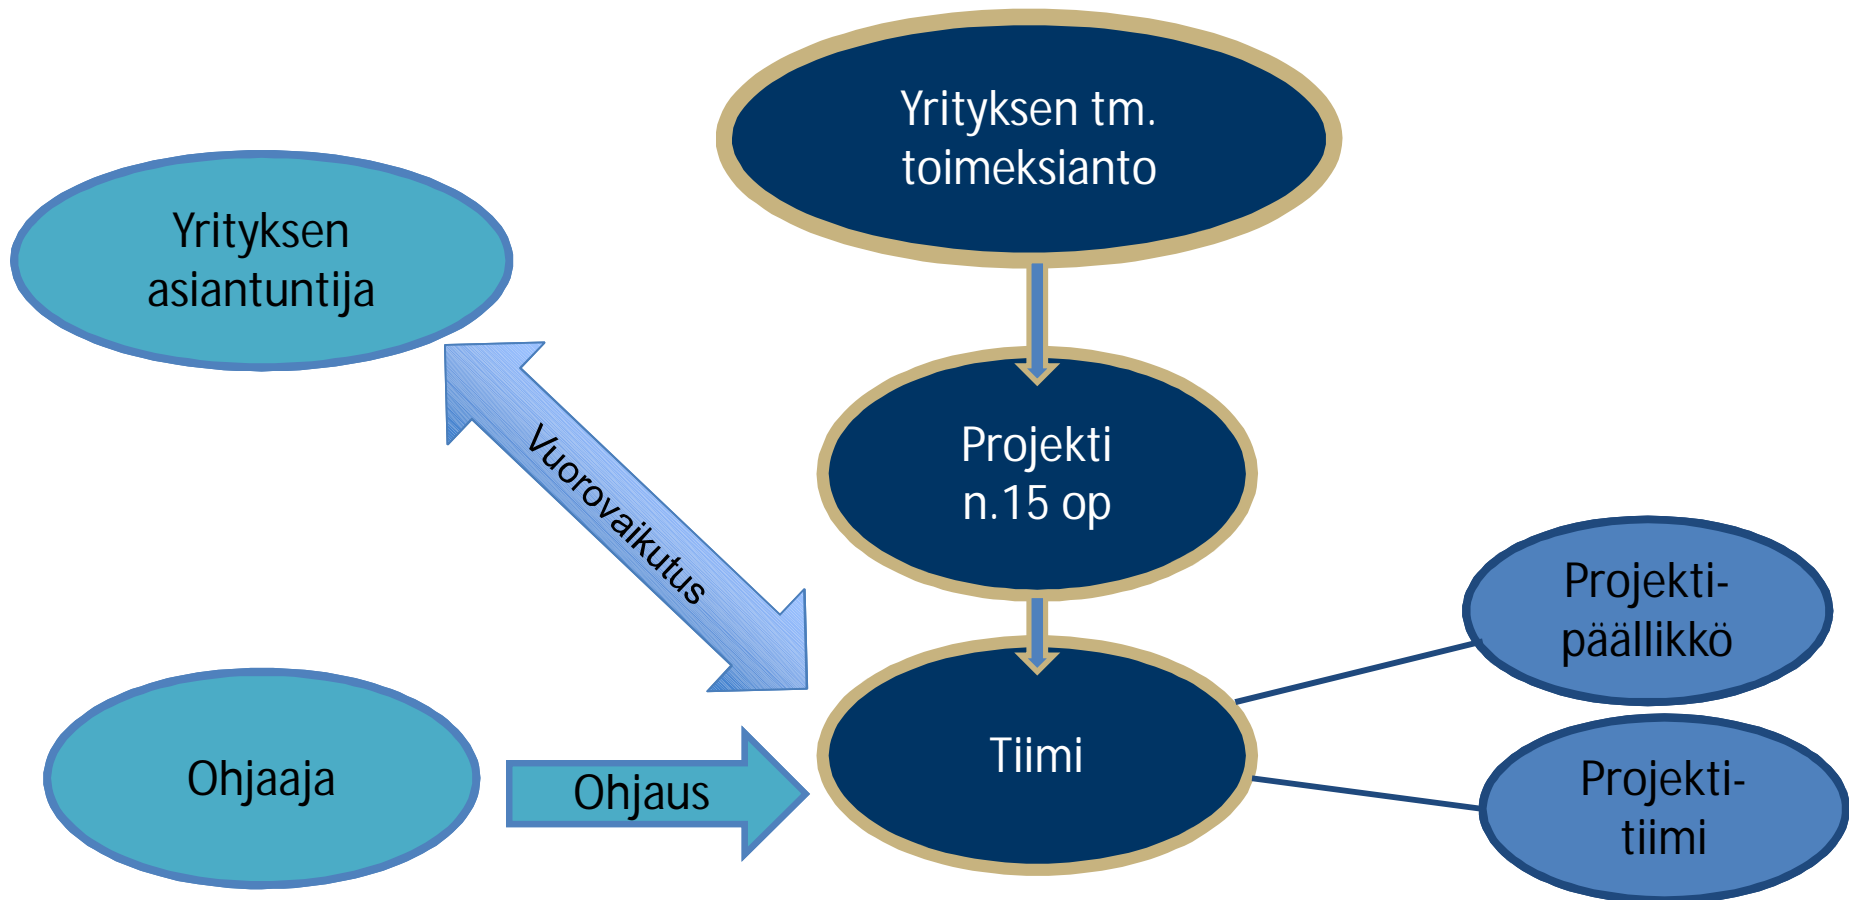 Yrityksen tm.
toimeksianto
Yrityksen
asiantuntija
Vuorovaikutus
Projekti
n.15 op
Projekti-
päällikkö
Ohjaaja
Ohjaus
Tiimi
Projekti-
tiimi